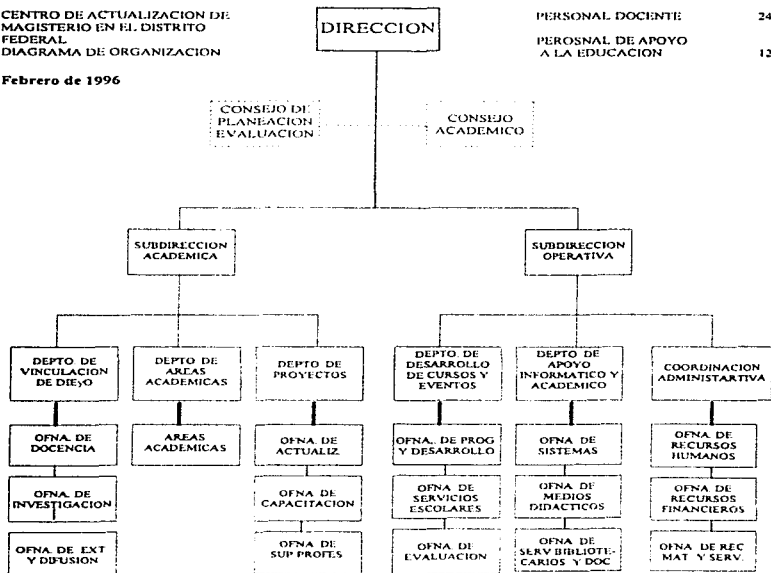 CENTRO DE ACTUALIZACION DE
MAGISTERIO EN EL DISTRITO
FEDERAL
DIAGRAMA DE ORGANIZACION
Febrero de 1996
DIRECCION
PERSONAL DOCENTE 24
PEROSNAL DE APOYO
A LA EDUCACION
CONSEJO DE
PLANEACION
EVALUACION
CONSEJO
ACADEMICO
SUBDIRECCION
ACADEMICA
SUBDIRECCION
OPERATIVA
DEPTO. DE
VINCULACION
DEPTO DE
AREAS
ACADEMICAS
DEPTO DE
PROYECTOS
DEPTO. DE
DESARROLLO
DE CURSOS Y
EVENTOS
DEPTO DE
APOYO
INFORMATICO Y
ACADEMICO
COORDINACION
ADMINISTARTIVA
OFNA. DE
DOCENCIA
AREAS
ACADEMICAS
OFNA. DE
ACTUALIZ.
OFNA.. DE PROG
Y DESARROLLO
OFNA DE
SISTEMAS
OFNA. DE
RECURSOS
HUMANOS
OFNA. DE
INVESTIGACION
OFNA DE
CAPACITACION
OFNA DE
SERVICIOS
ESCOLARES
OFNA. DE
MEDIOS
DIDACTICOS
OFNA. DE
RECURSOS
FINANCIEROS
OFNA. DE EXT
Y DIFUSION
OFNA DE
SUP PROFES
OFNA. DE
EVALUACION
OFNA. DE
SERV BIBLIOTE-
CARIOS Y DOC
OFNA DE REC
MAT Y SERV.